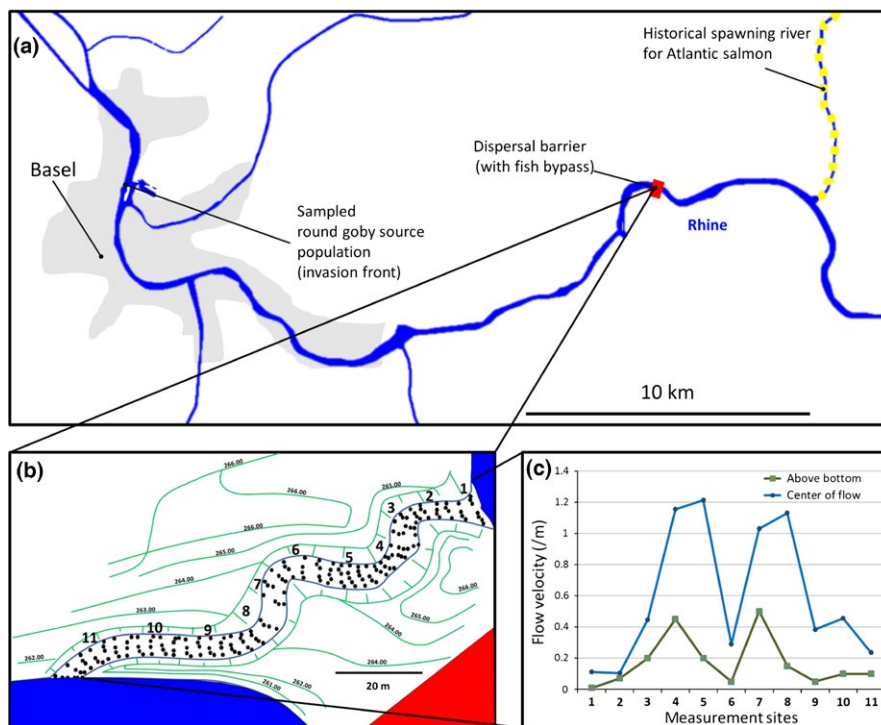 (a)
Historical spawning river
for Atlantic salmon
Dispersal barrier
(with fish bypass)
Basel
Sampled
round goby source
population
(invasion front)
Rhine
10 km
(b)
266.00
265.00
266.00
266.00
265.00
264.00
263.00
262.00
266.00
264.00
264.00
262.00
261.00
1
2
3
4
5
6
7
8
9
10
11
20 m
(c)
Above bottom
Center of flow
Flow velocity (/m)
1.4
1.2
1
0.8
0.6
0.4
0.2
0
1 2 3 4 5 6 7 8 9 10 11
Measurement sites